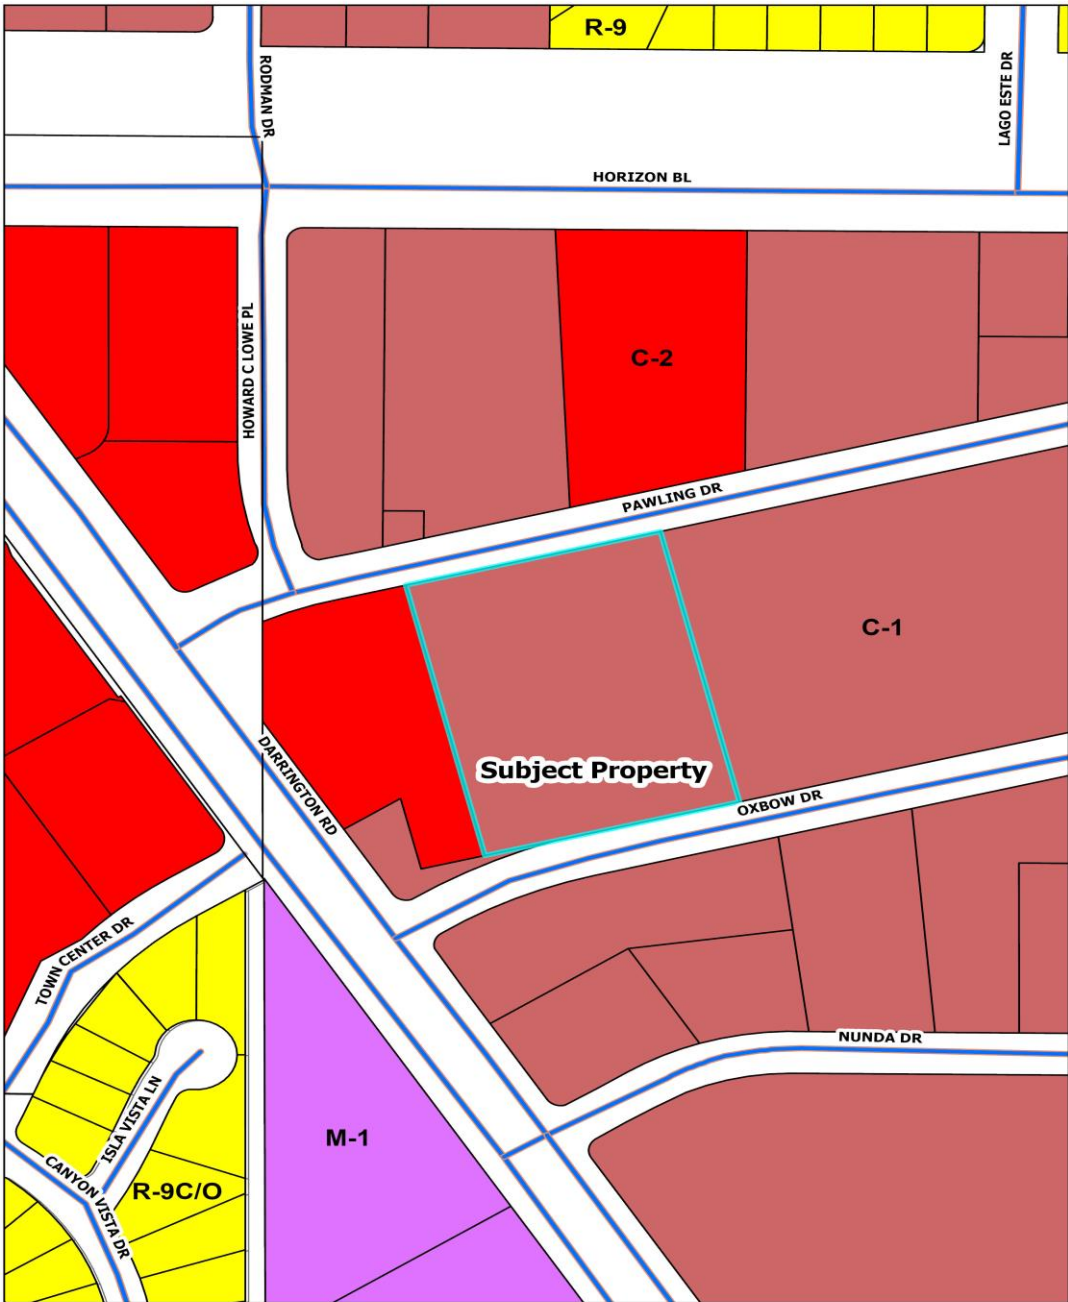 R-9
RODMAN DR
LAGO ESTE DR
HORIZON BL
HOWARD C LOWE PL
C-2
PAWLING DR
C-1
Subject Property
DARRINGTON RD
OXBOW DR
TOWN CENTER DR
NUNDA DR
ISLA VISTA LN
M-1
CANYON VISTA DR
R-9C/O